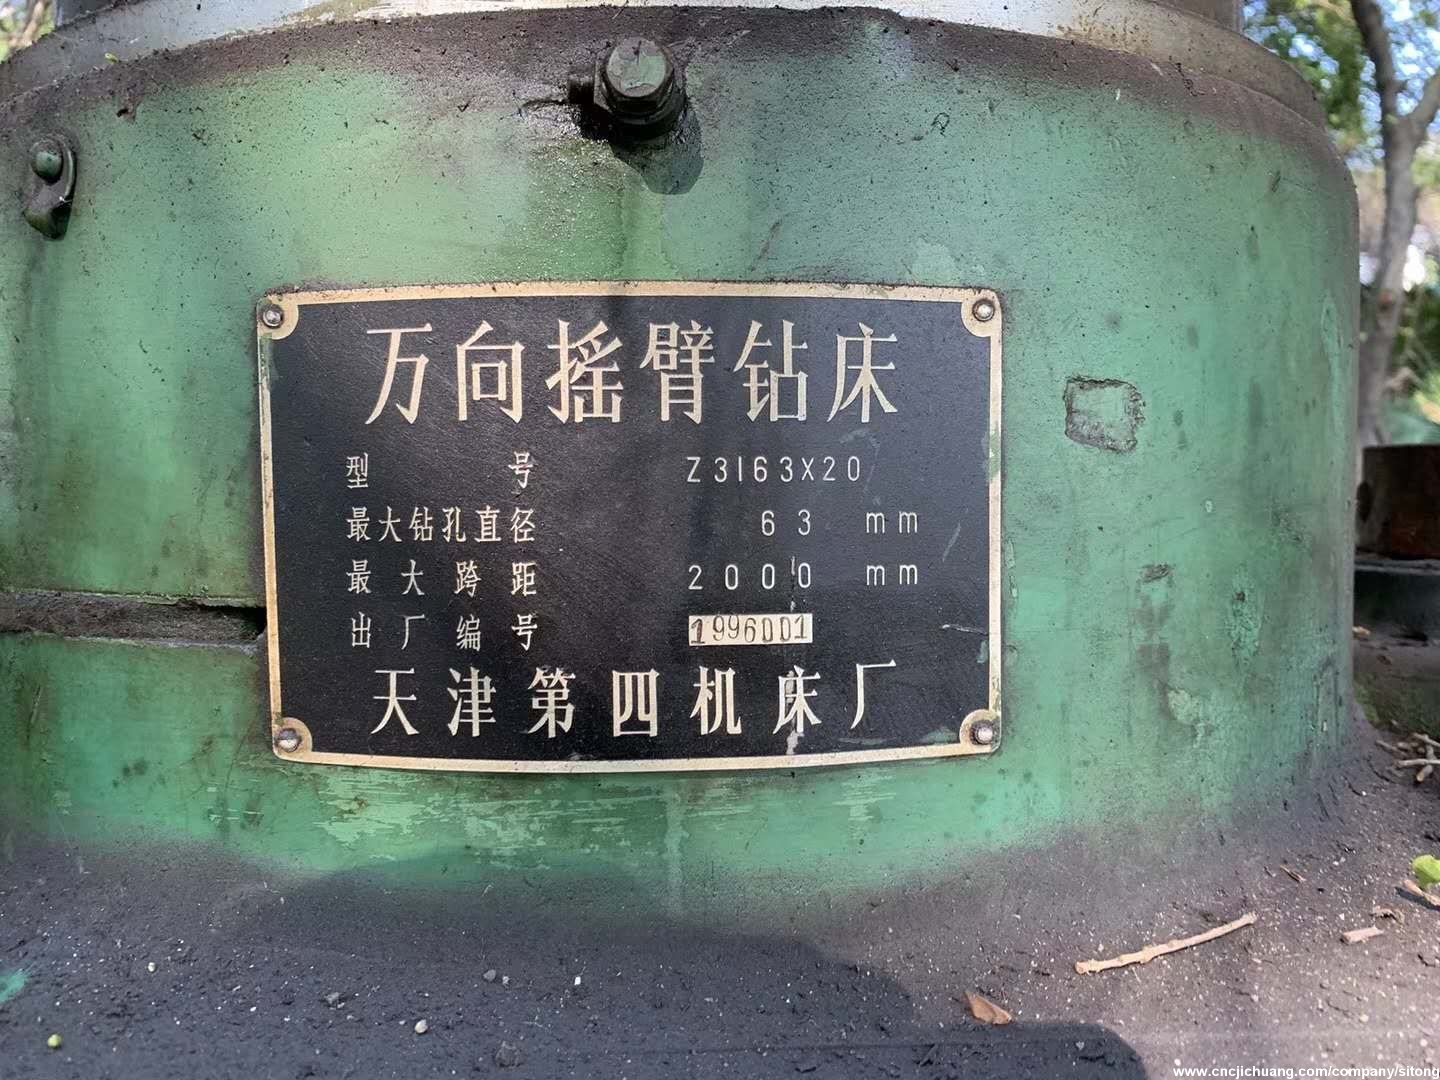 万向摇臂钻床
型号 Z3163X20
最大钻孔直径 63 mm
最大跨距 2000 mm
出厂编号 1996001
天津第四机床厂
www.cncjichuang.com/company/sitong